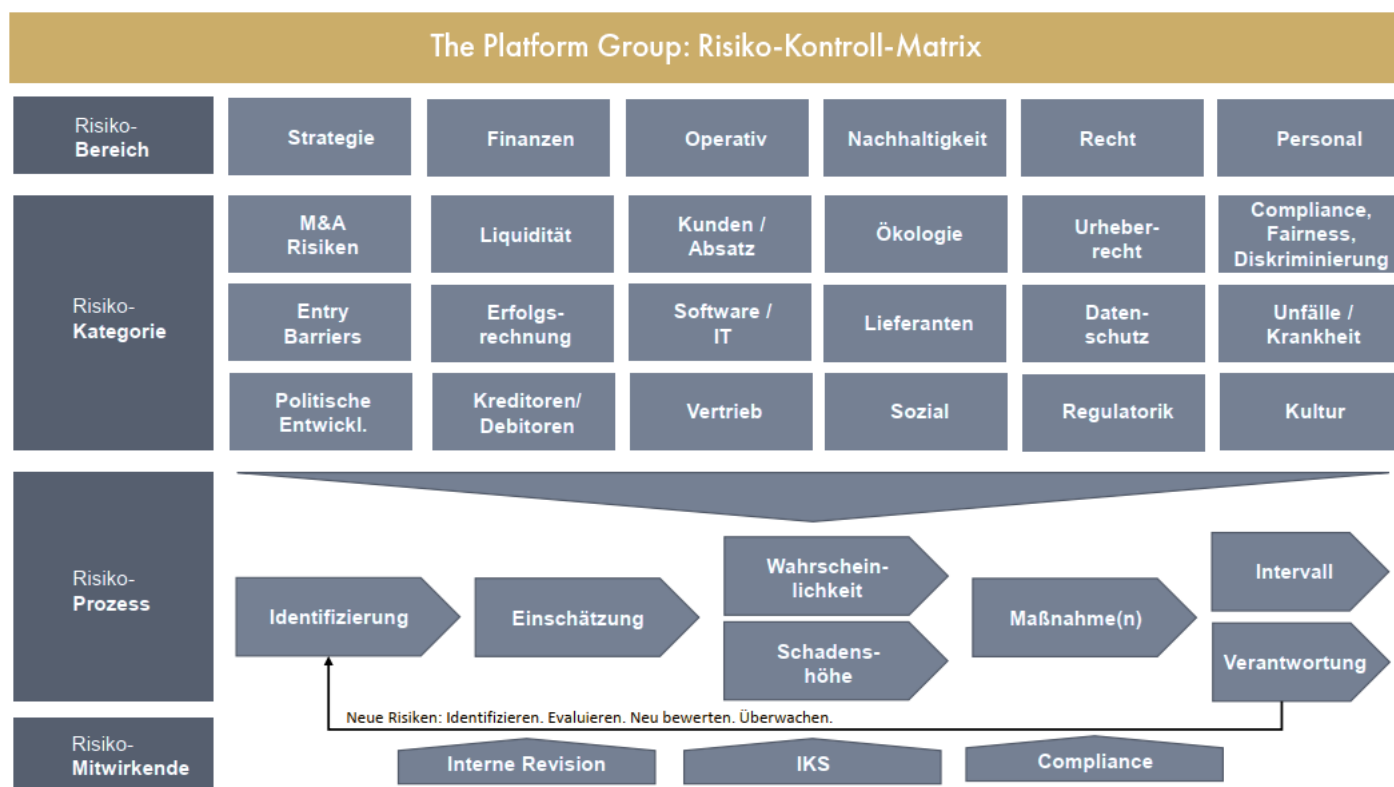 The Platform Group: Risiko-Kontroll-Matrix
Risiko-
Bereich
Strategie
Finanzen
Operativ
Nachhaltigkeit
Recht
Personal
Risiko-
Kategorie
M&A
Risiken
Liquidität
Kunden /
Absatz
Ökologie
Urheber-
recht
Compliance,
Fairness,
Diskriminierung
Entry
Barriers
Erfolgs-
rechnung
Software /
IT
Lieferanten
Daten-
schutz
Unfälle /
Krankheit
Politische
Entwickl.
Kreditoren/
Debitoren
Vertrieb
Sozial
Regulatorik
Kultur
Risiko-
Prozess
Identifizierung
Einschätzung
Wahrschein-
lichkeit
Schadens-
höhe
Maßnahme(n)
Intervall
Verantwortung
Neue Risiken: Identifizieren. Evaluieren. Neu bewerten. Überwachen.
Risiko-
Mitwirkende
Interne Revision
IKS
Compliance